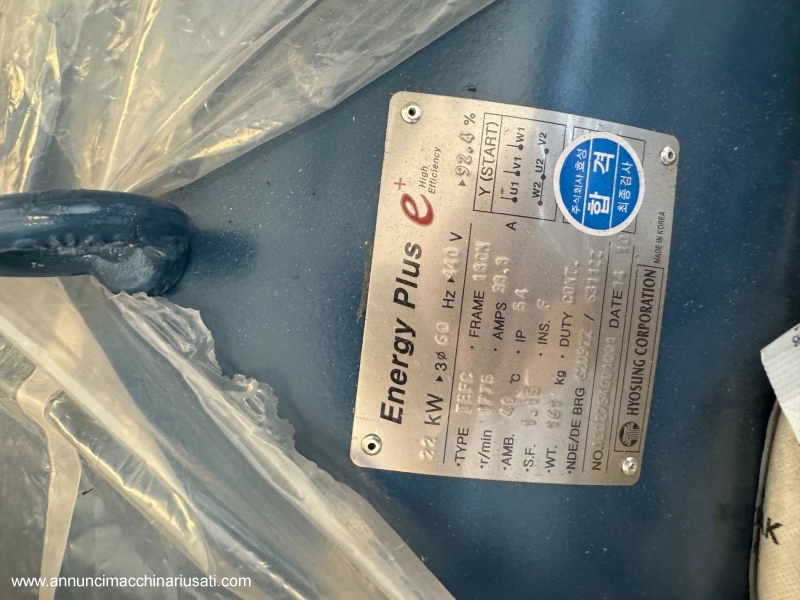 Energy Plus e+ High Efficiency
22 kW ▸3ø 60 Hz ▸440 V ▸92.4 %
·TYPE TEFC ·FRAME 180M
·r/min 1775 ·AMPS A
·AMB. 40 °C ·IP 54
·S.F. 1.15 ·INS. F
·WT. kg ·DUTY CONT.
·NDE/DE BRG /
NO. DATE
Y (START)
U1 V1 W1
W2 U2 V2
주식회사 효성
합 격
최종검사
HYOSUNG CORPORATION
MADE IN KOREA
www.annuncimacchinariusati.com